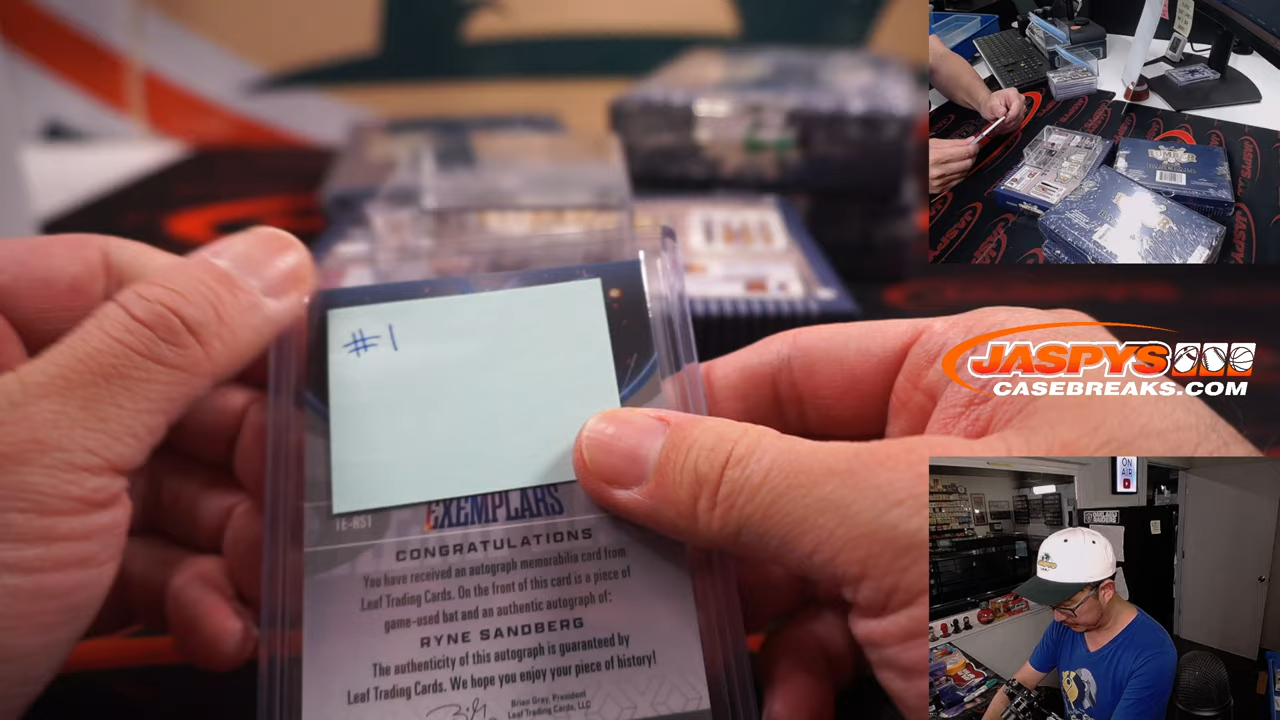 #1
TE-RS1
EXEMPLARS
CONGRATULATIONS
You have received an autograph memorabilia card from
Leaf Trading Cards. On the front of this card is a piece of
game-used bat and an authentic autograph of:
RYNE SANDBERG
The authenticity of this autograph is guaranteed by
Leaf Trading Cards. We hope you enjoy your piece of history!
Brian Gray, President
Leaf Trading Cards, LLC
JASPYS
CASEBREAKS.COM
ON
AIR
JASPYS